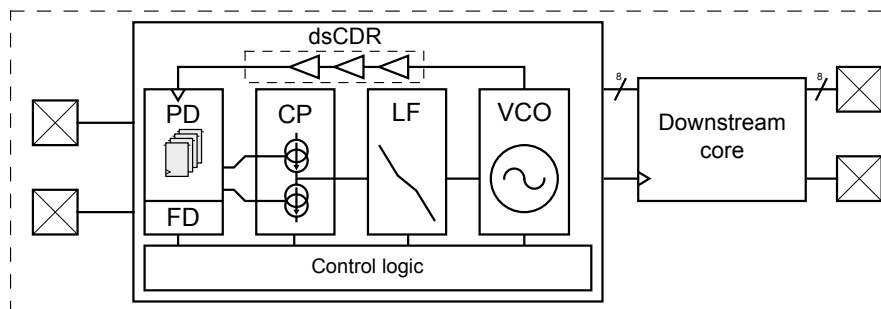 dsCDR
8
8
PD
CP
LF
VCO
Downstream
core
FD
Control logic